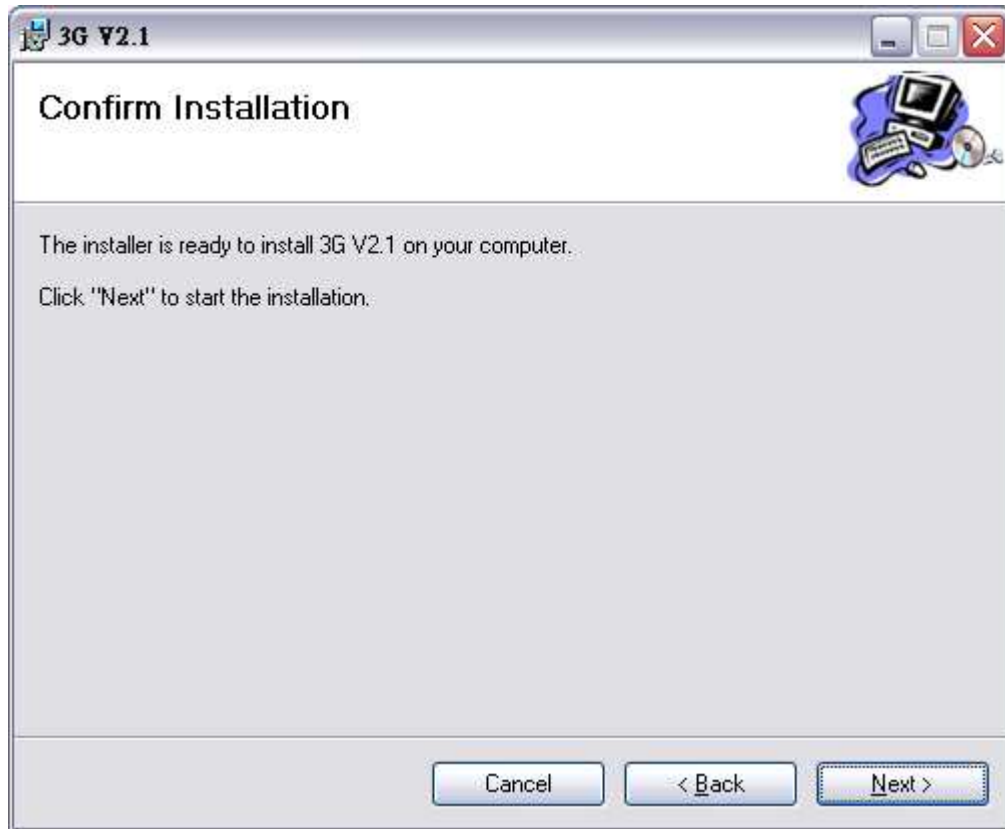 3G V2.1
Confirm Installation
The installer is ready to install 3G V2.1 on your computer.
Click "Next" to start the installation.
Cancel
< Back
Next >